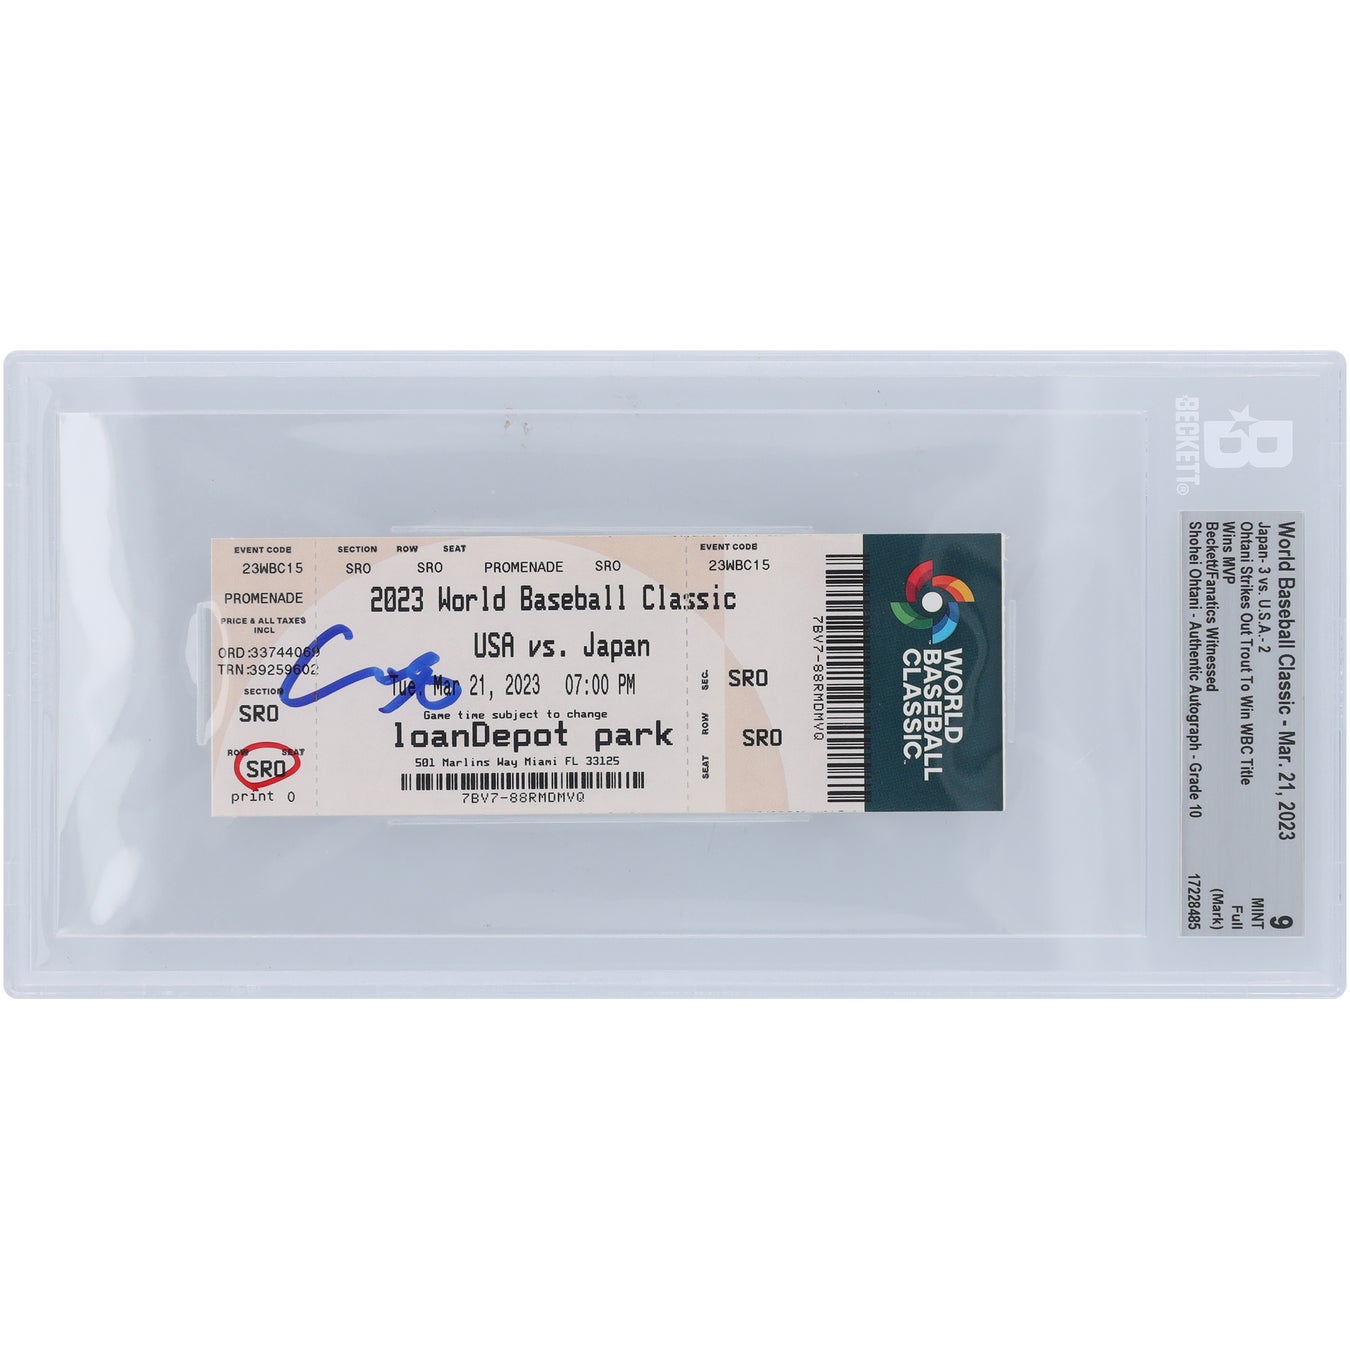 EVENT CODE
23WBC15
PROMENADE
PRICE & ALL TAXES
INCL
ORD:33744069
TRN:39259602
SECTION
SRO
ROW SEAT
SRO
print 0
SECTION ROW SEAT
SRO SRO PROMENADE SRO
2023 World Baseball Classic
USA vs. Japan
Tue, Mar 21, 2023 07:00 PM
Game time subject to change
loanDepot park
501 Marlins Way Miami FL 33125
7BV7-88RMDMVQ
EVENT CODE
23WBC15
SEC. SRO
ROW
SEAT SRO
7BV7-88RMDMVQ
WORLD
BASEBALL
CLASSIC™
B
BECKETT®
World Baseball Classic - Mar. 21, 2023
Japan- 3 vs. U.S.A.- 2
Ohtani Strikes Out Trout To Win WBC Title
Wins MVP
Beckett/Fanatics Witnessed
Shohei Ohtani - Authentic Autograph - Grade 10
9
MINT
Full
(Mark)
17228485